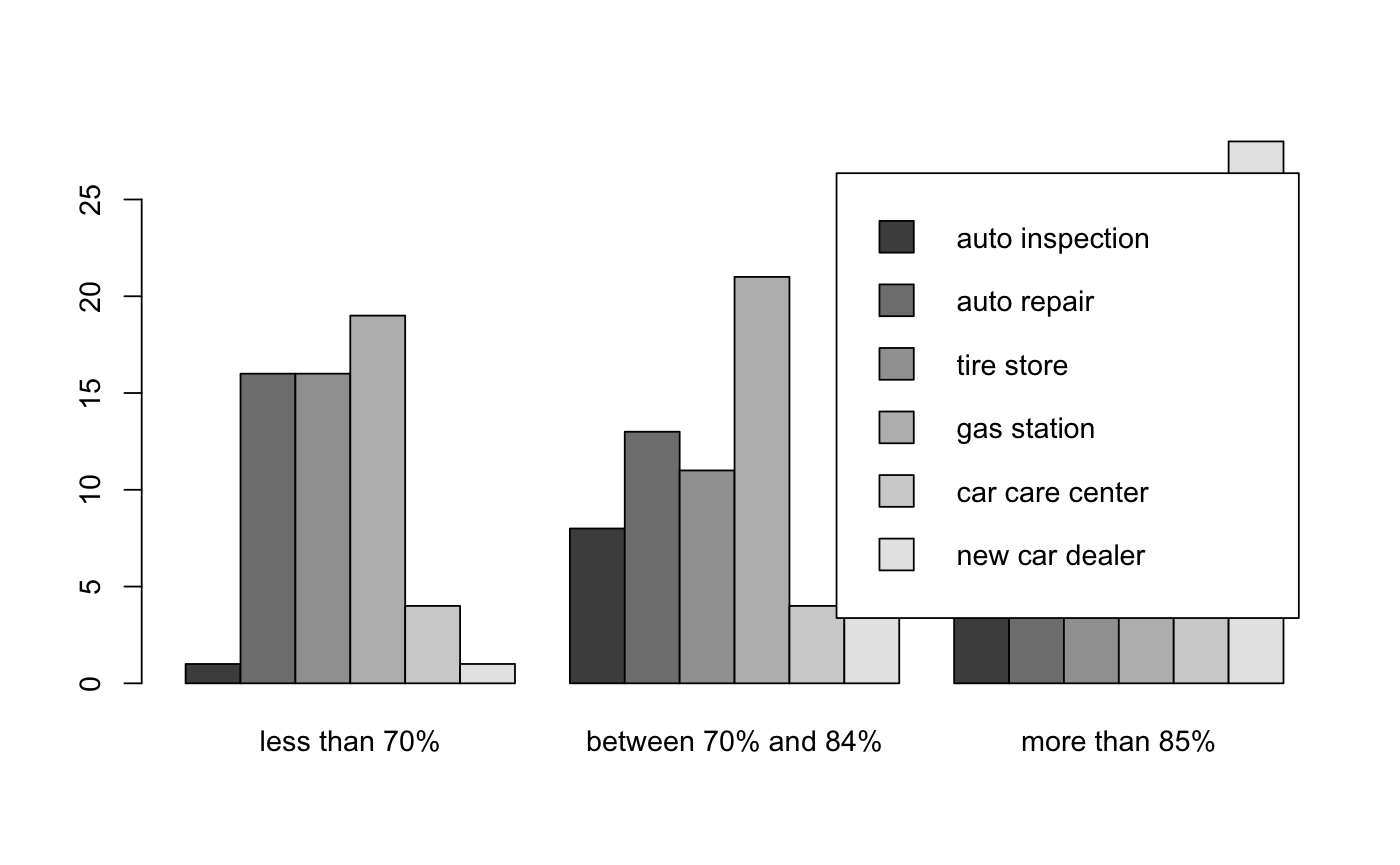 25
20
15
10
5
0
auto inspection
auto repair
tire store
gas station
car care center
new car dealer
less than 70%
between 70% and 84%
more than 85%